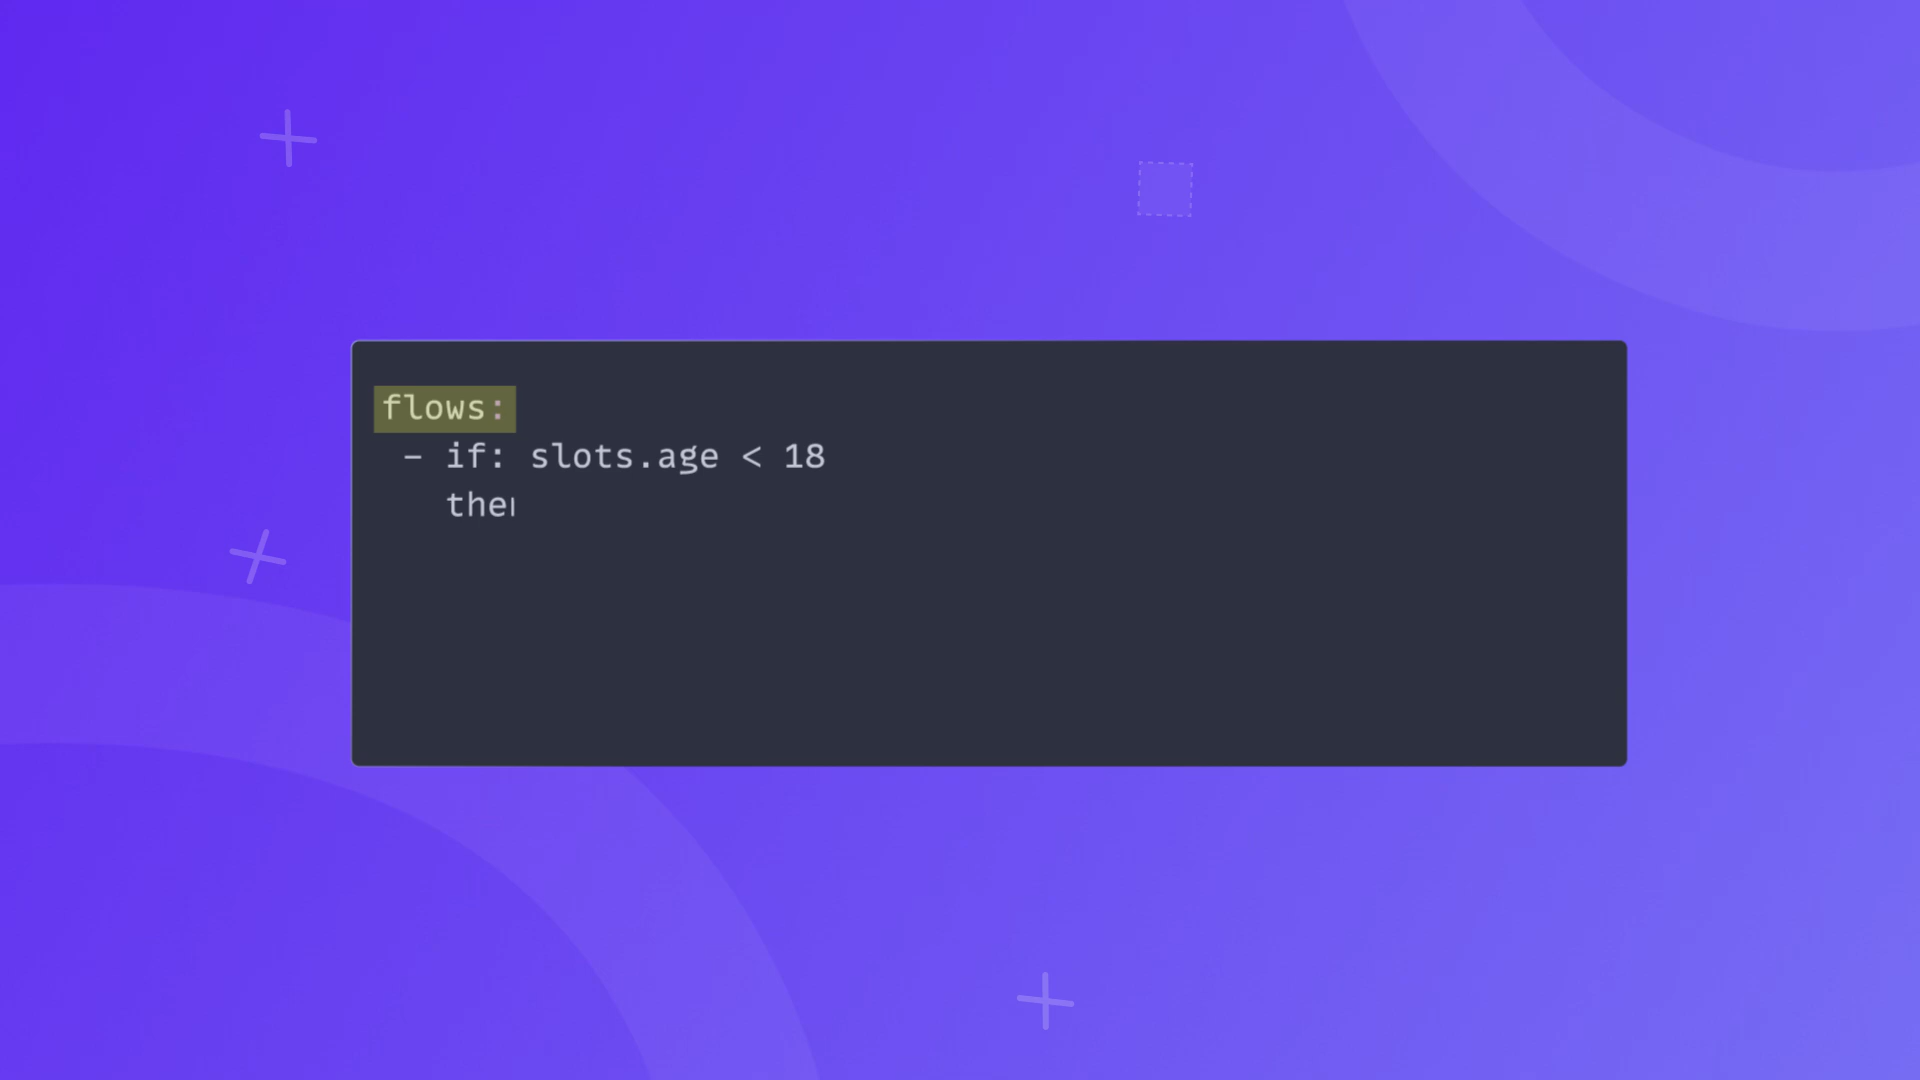 flows:
- if: slots.age < 18
the